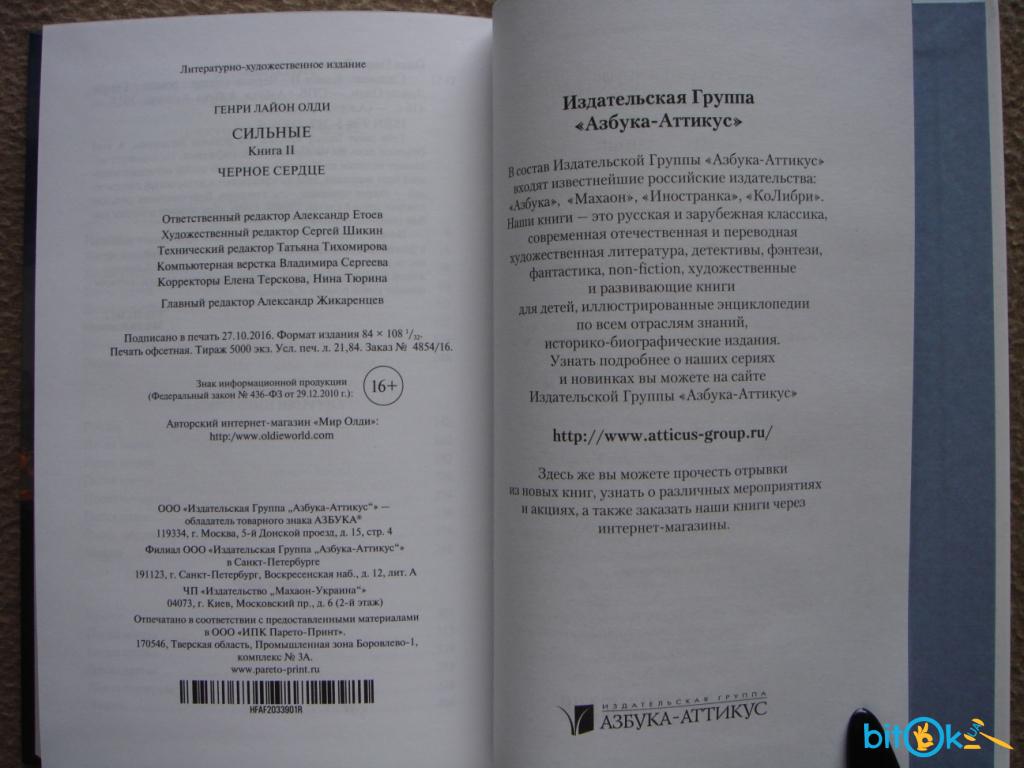 Литературно-художественное издание
ГЕНРИ ЛАЙОН ОЛДИ
СИЛЬНЫЕ
Книга II
ЧЕРНОЕ СЕРДЦЕ
Ответственный редактор Александр Етоев
Художественный редактор Сергей Шикин
Технический редактор Татьяна Тихомирова
Компьютерная верстка Владимира Сергеева
Корректоры Елена Терскова, Нина Тюрина
Главный редактор Александр Жикаренцев
Подписано в печать 27.10.2016. Формат издания 84 × 108 1/32.
Печать офсетная. Тираж 5000 экз. Усл. печ. л. 21,84. Заказ № 4854/16.
Знак информационной продукции
(Федеральный закон № 436-ФЗ от 29.12.2010 г.):
16+
Авторский интернет-магазин «Мир Олди»:
http:/www.oldieworld.com
ООО «Издательская Группа „Азбука-Аттикус“» —
обладатель товарного знака АЗБУКА®
119334, г. Москва, 5-й Донской проезд, д. 15, стр. 4
Филиал ООО «Издательская Группа „Азбука-Аттикус“»
в Санкт-Петербурге
191123, г. Санкт-Петербург, Воскресенская наб., д. 12, лит. А
ЧП «Издательство „Махаон-Украина“»
04073, г. Киев, Московский пр., д. 6 (2-й этаж)
Отпечатано в соответствии с предоставленными материалами
в ООО «ИПК Парето-Принт».
170546, Тверская область, Промышленная зона Боровлево-1,
комплекс № 3А.
www.pareto-print.ru
HFAF2033901R
Издательская Группа
«Азбука-Аттикус»
В состав Издательской Группы «Азбука-Аттикус»
входят известнейшие российские издательства:
«Азбука», «Махаон», «Иностранка», «КоЛибри».
Наши книги — это русская и зарубежная классика,
современная отечественная и переводная
художественная литература, детективы, фэнтези,
фантастика, non-fiction, художественные
и развивающие книги
для детей, иллюстрированные энциклопедии
по всем отраслям знаний,
историко-биографические издания.
Узнать подробнее о наших сериях
и новинках вы можете на сайте
Издательской Группы «Азбука-Аттикус»
http://www.atticus-group.ru/
Здесь же вы можете прочесть отрывки
из новых книг, узнать о различных мероприятиях
и акциях, а также заказать наши книги через
интернет-магазины.
ИЗДАТЕЛЬСКАЯ ГРУППА
АЗБУКА-АТТИКУС
bitOk
UA